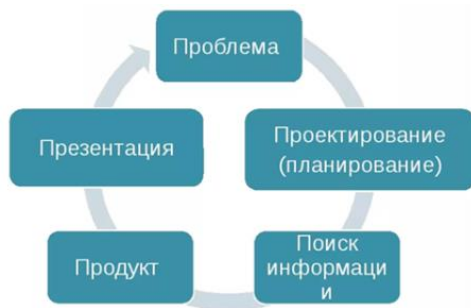 Проблема
Проектирование
(планирование)
Поиск
информаци
и
Продукт
Презентация